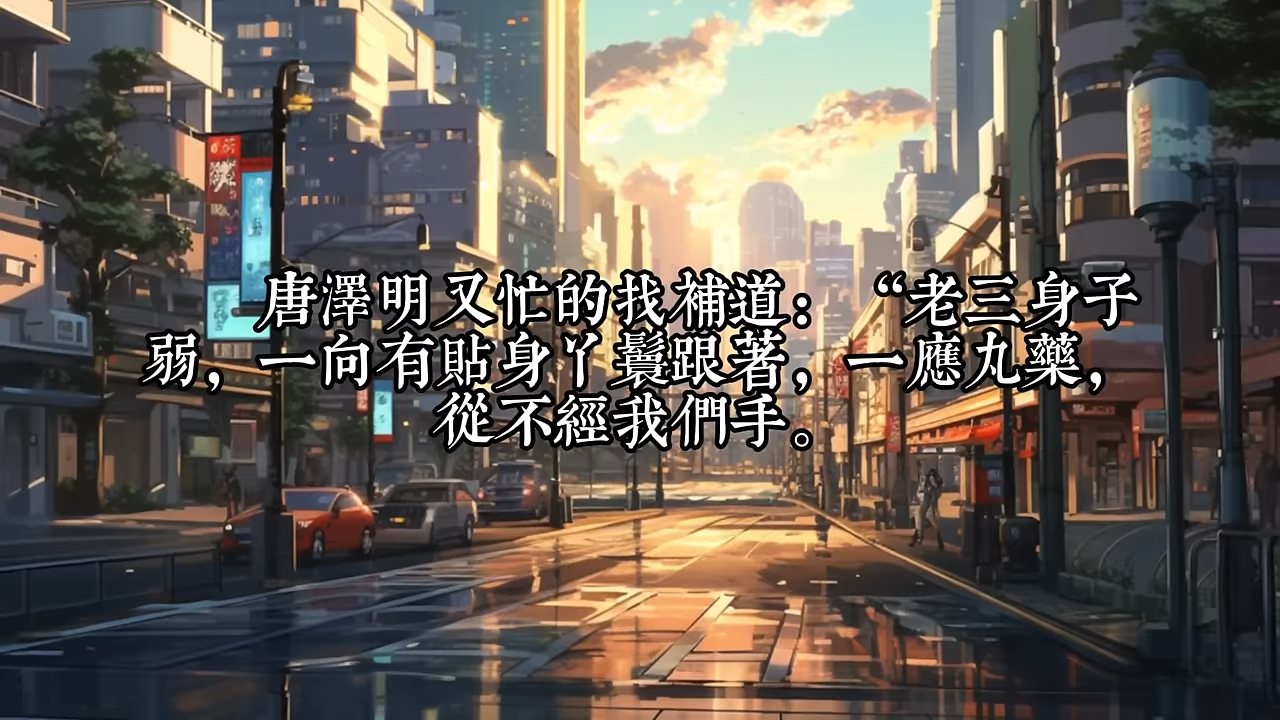 唐澤明又忙的找補道：“老三身子
弱，一向有貼身丫鬟跟著，一應丸藥，
從不經我們手。